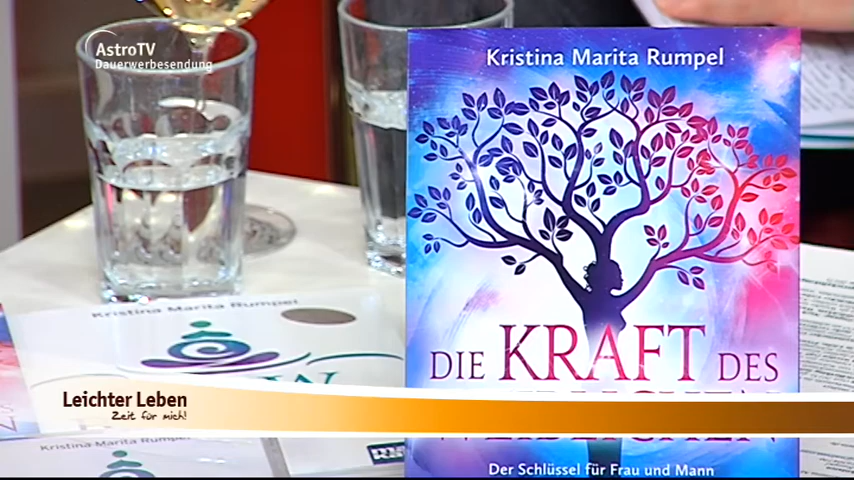 AstroTV
Dauerwerbesendung
Kristina Marita Rumpel
DIE KRAFT DES
WEIBLICHEN
Der Schlüssel für Frau und Mann
Kristina Marita Rumpel
Leichter Leben
Zeit für mich!
Kristina Marita Rumpel